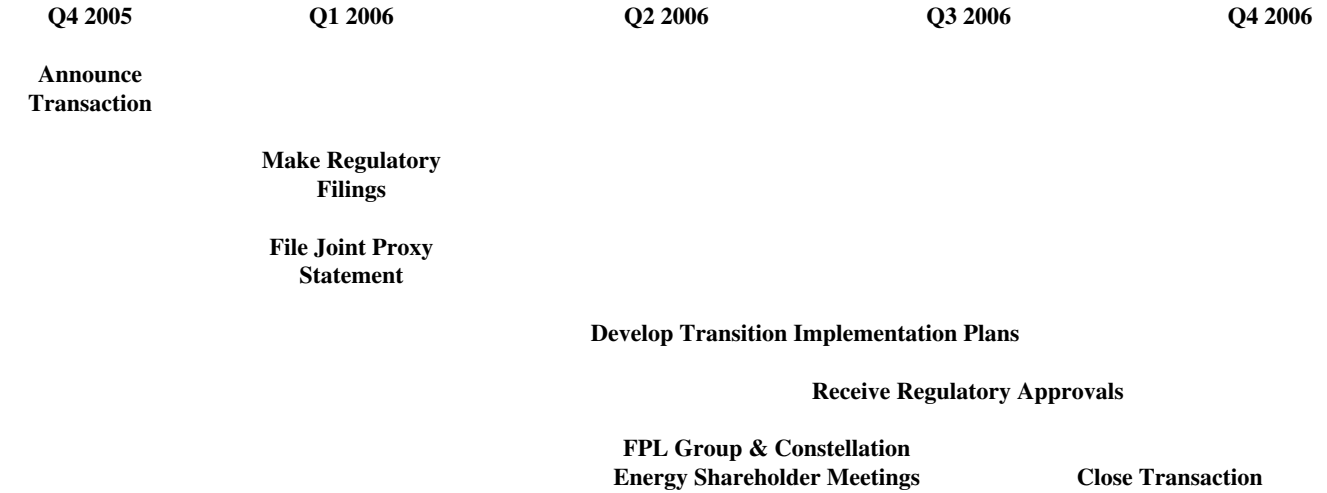 Q4 2005 Q1 2006 Q2 2006 Q3 2006 Q4 2006
Announce
Transaction
Make Regulatory
Filings
File Joint Proxy
Statement
Develop Transition Implementation Plans
Receive Regulatory Approvals
FPL Group & Constellation
Energy Shareholder Meetings Close Transaction